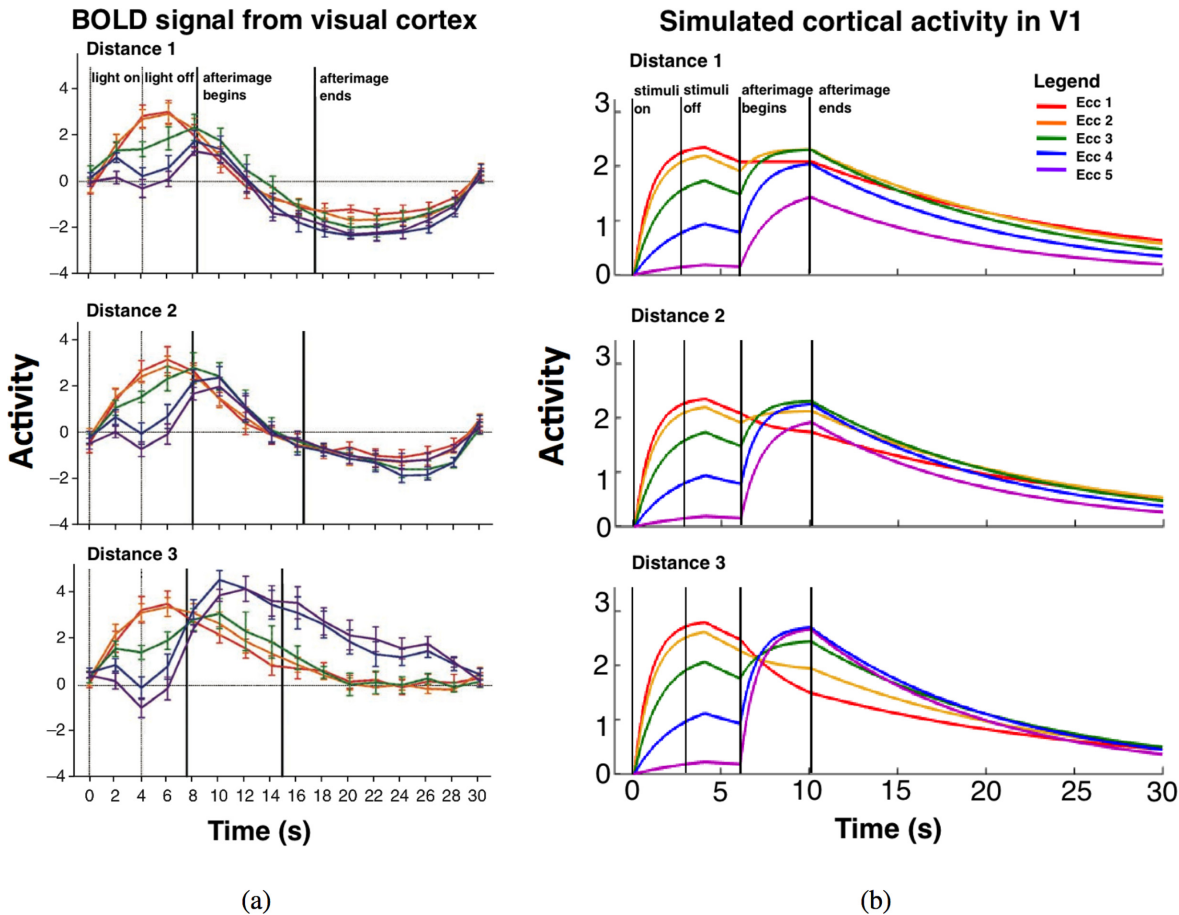 BOLD signal from visual cortex
Distance 1
light on
light off
afterimage
begins
afterimage
ends
4
2
0
−2
−4
Distance 2
4
2
0
−2
−4
Activity
Distance 3
4
2
0
−2
−4
0 2 4 6 8 10 12 14 16 18 20 22 24 26 28 30
Time (s)
(a)
Simulated cortical activity in V1
Distance 1
stimuli
on
stimuli
off
afterimage
begins
afterimage
ends
Legend
Ecc 1
Ecc 2
Ecc 3
Ecc 4
Ecc 5
3
2
1
0
Distance 2
3
2
1
0
Activity
Distance 3
3
2
1
0
0 5 10 15 20 25 30
Time (s)
(b)